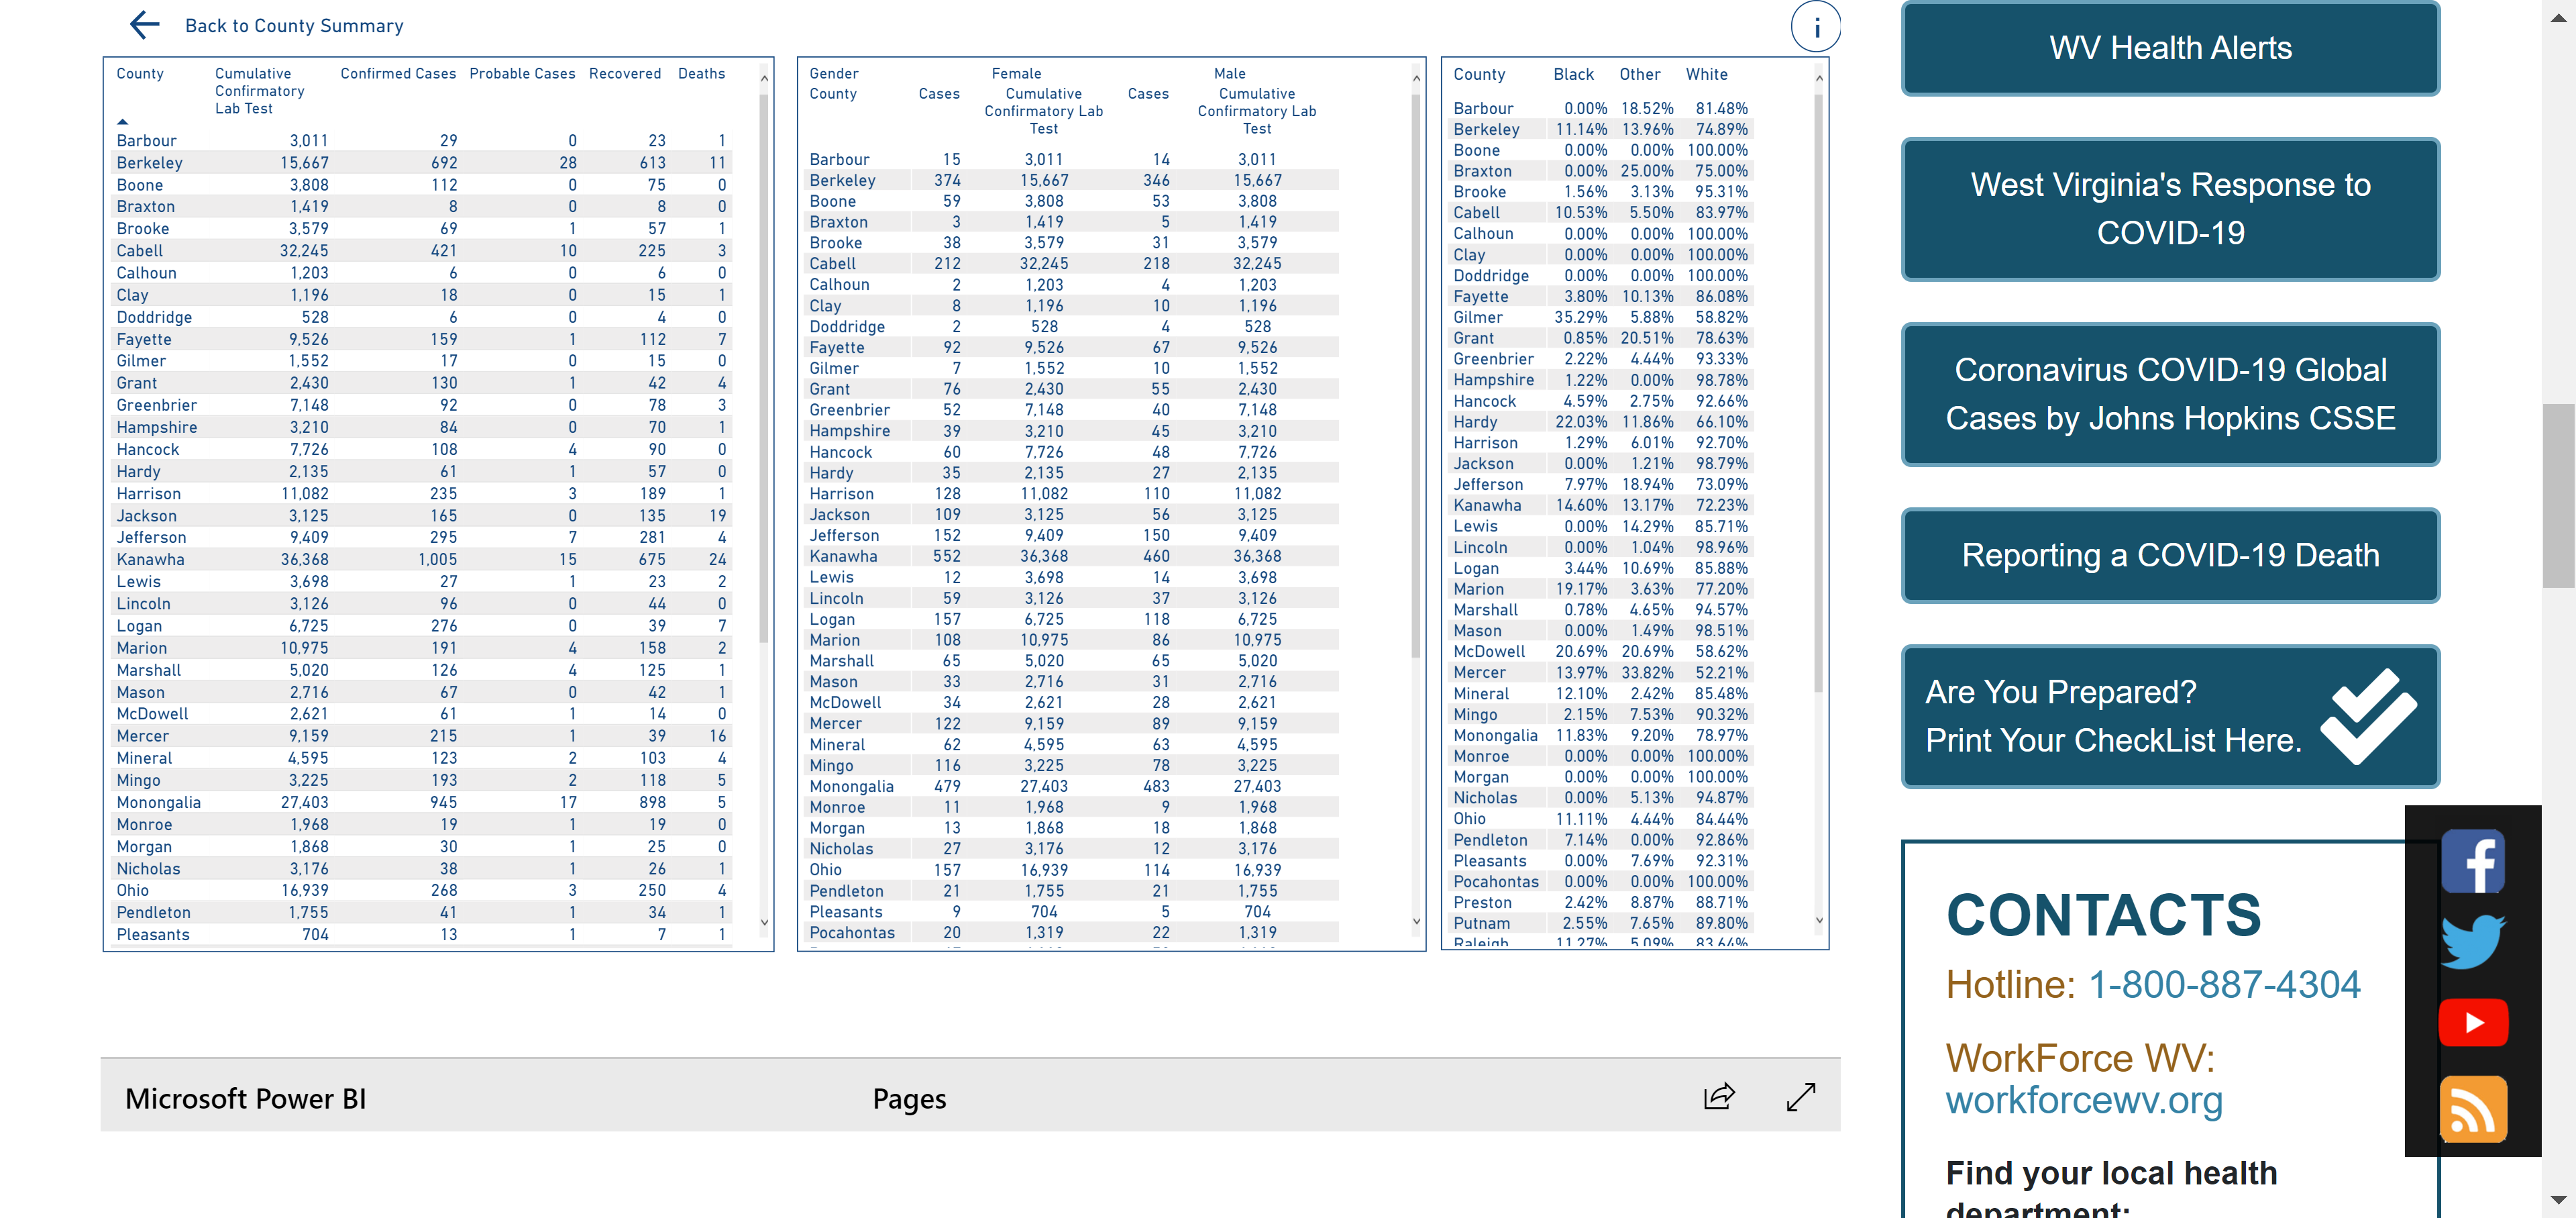 Back to County Summary
i
County Cumulative Confirmatory Lab Test Confirmed Cases Probable Cases Recovered Deaths
Barbour 3,011 29 0 23 1
Berkeley 15,667 692 28 613 11
Boone 3,808 112 0 75 0
Braxton 1,419 8 0 8 0
Brooke 3,579 69 1 57 1
Cabell 32,245 421 10 225 3
Calhoun 1,203 6 0 6 0
Clay 1,196 18 0 15 1
Doddridge 528 6 0 4 0
Fayette 9,526 159 1 112 7
Gilmer 1,552 17 0 15 0
Grant 2,430 130 1 42 4
Greenbrier 7,148 92 0 78 3
Hampshire 3,210 84 0 70 1
Hancock 7,726 108 4 90 0
Hardy 2,135 61 1 57 0
Harrison 11,082 235 3 189 1
Jackson 3,125 165 0 135 19
Jefferson 9,409 295 7 281 4
Kanawha 36,368 1,005 15 675 24
Lewis 3,698 27 1 23 2
Lincoln 3,126 96 0 44 0
Logan 6,725 276 0 39 7
Marion 10,975 191 4 158 2
Marshall 5,020 126 4 125 1
Mason 2,716 67 0 42 1
McDowell 2,621 61 1 14 0
Mercer 9,159 215 1 39 16
Mineral 4,595 123 2 103 4
Mingo 3,225 193 2 118 5
Monongalia 27,403 945 17 898 5
Monroe 1,968 19 1 19 0
Morgan 1,868 30 1 25 0
Nicholas 3,176 38 1 26 1
Ohio 16,939 268 3 250 4
Pendleton 1,755 41 1 34 1
Pleasants 704 13 1 7 1
Gender Female Male
County Cases Cumulative Confirmatory Lab Test Cases Cumulative Confirmatory Lab Test
Barbour 15 3,011 14 3,011
Berkeley 374 15,667 346 15,667
Boone 59 3,808 53 3,808
Braxton 3 1,419 5 1,419
Brooke 38 3,579 31 3,579
Cabell 212 32,245 218 32,245
Calhoun 2 1,203 4 1,203
Clay 8 1,196 10 1,196
Doddridge 2 528 4 528
Fayette 92 9,526 67 9,526
Gilmer 7 1,552 10 1,552
Grant 76 2,430 55 2,430
Greenbrier 52 7,148 40 7,148
Hampshire 39 3,210 45 3,210
Hancock 60 7,726 48 7,726
Hardy 35 2,135 27 2,135
Harrison 128 11,082 110 11,082
Jackson 109 3,125 56 3,125
Jefferson 152 9,409 150 9,409
Kanawha 552 36,368 460 36,368
Lewis 12 3,698 14 3,698
Lincoln 59 3,126 37 3,126
Logan 157 6,725 118 6,725
Marion 108 10,975 86 10,975
Marshall 65 5,020 65 5,020
Mason 33 2,716 31 2,716
McDowell 34 2,621 28 2,621
Mercer 122 9,159 89 9,159
Mineral 62 4,595 63 4,595
Mingo 116 3,225 78 3,225
Monongalia 479 27,403 483 27,403
Monroe 11 1,968 9 1,968
Morgan 13 1,868 18 1,868
Nicholas 27 3,176 12 3,176
Ohio 157 16,939 114 16,939
Pendleton 21 1,755 21 1,755
Pleasants 9 704 5 704
Pocahontas 20 1,319 22 1,319
County Black Other White
Barbour 0.00% 18.52% 81.48%
Berkeley 11.14% 13.96% 74.89%
Boone 0.00% 0.00% 100.00%
Braxton 0.00% 25.00% 75.00%
Brooke 1.56% 3.13% 95.31%
Cabell 10.53% 5.50% 83.97%
Calhoun 0.00% 0.00% 100.00%
Clay 0.00% 0.00% 100.00%
Doddridge 0.00% 0.00% 100.00%
Fayette 3.80% 10.13% 86.08%
Gilmer 35.29% 5.88% 58.82%
Grant 0.85% 20.51% 78.63%
Greenbrier 2.22% 4.44% 93.33%
Hampshire 1.22% 0.00% 98.78%
Hancock 4.59% 2.75% 92.66%
Hardy 22.03% 11.86% 66.10%
Harrison 1.29% 6.01% 92.70%
Jackson 0.00% 1.21% 98.79%
Jefferson 7.97% 18.94% 73.09%
Kanawha 14.60% 13.17% 72.23%
Lewis 0.00% 14.29% 85.71%
Lincoln 0.00% 1.04% 98.96%
Logan 3.44% 10.69% 85.88%
Marion 19.17% 3.63% 77.20%
Marshall 0.78% 4.65% 94.57%
Mason 0.00% 1.49% 98.51%
McDowell 20.69% 20.69% 58.62%
Mercer 13.97% 33.82% 52.21%
Mineral 12.10% 2.42% 85.48%
Mingo 2.15% 7.53% 90.32%
Monongalia 11.83% 9.20% 78.97%
Monroe 0.00% 0.00% 100.00%
Morgan 0.00% 0.00% 100.00%
Nicholas 0.00% 5.13% 94.87%
Ohio 11.11% 4.44% 84.44%
Pendleton 7.14% 0.00% 92.86%
Pleasants 0.00% 7.69% 92.31%
Pocahontas 0.00% 0.00% 100.00%
Preston 2.42% 8.87% 88.71%
Putnam 2.55% 7.65% 89.80%
Raleigh 11.27% 5.09% 83.64%
Microsoft Power BI
Pages
WV Health Alerts
West Virginia's Response to
COVID-19
Coronavirus COVID-19 Global
Cases by Johns Hopkins CSSE
Reporting a COVID-19 Death
Are You Prepared?
Print Your CheckList Here.
CONTACTS
Hotline: 1-800-887-4304
WorkForce WV:
workforcewv.org
Find your local health
department: